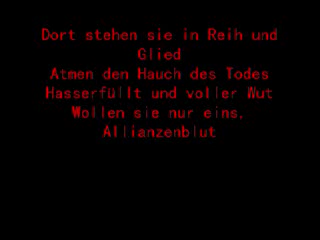 Dort stehen sie in Reih und
Glied
Atmen den Hauch des Todes
Hasserfüllt und voller Wut
Wollen sie nur eins,
Allianzenblut